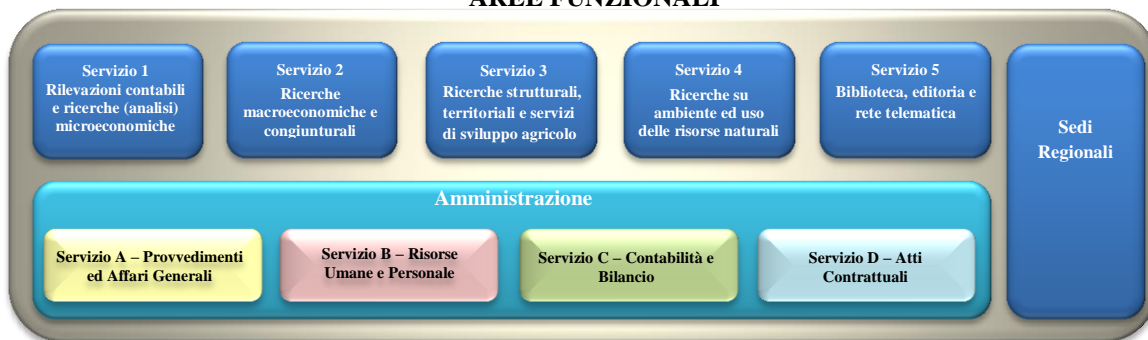 AREE FUNZIONALI
Servizio 1
Rilevazioni contabili
e ricerche (analisi)
microeconomiche
Servizio 2
Ricerche
macroeconomiche e
congiunturali
Servizio 3
Ricerche strutturali,
territoriali e servizi
di sviluppo agricolo
Servizio 4
Ricerche su
ambiente ed uso
delle risorse naturali
Servizio 5
Biblioteca, editoria e
rete telematica
Sedi
Regionali
Amministrazione
Servizio A – Provvedimenti
ed Affari Generali
Servizio B – Risorse
Umane e Personale
Servizio C – Contabilità e
Bilancio
Servizio D – Atti
Contrattuali